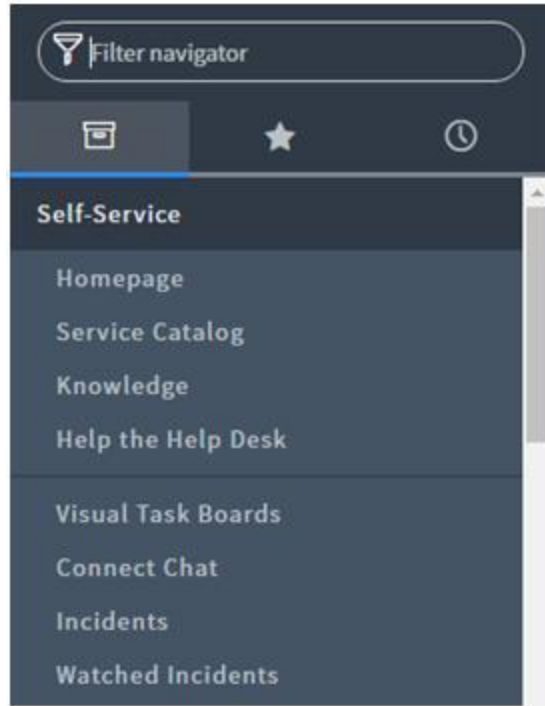 Filter navigator
Self-Service
Homepage
Service Catalog
Knowledge
Help the Help Desk
Visual Task Boards
Connect Chat
Incidents
Watched Incidents